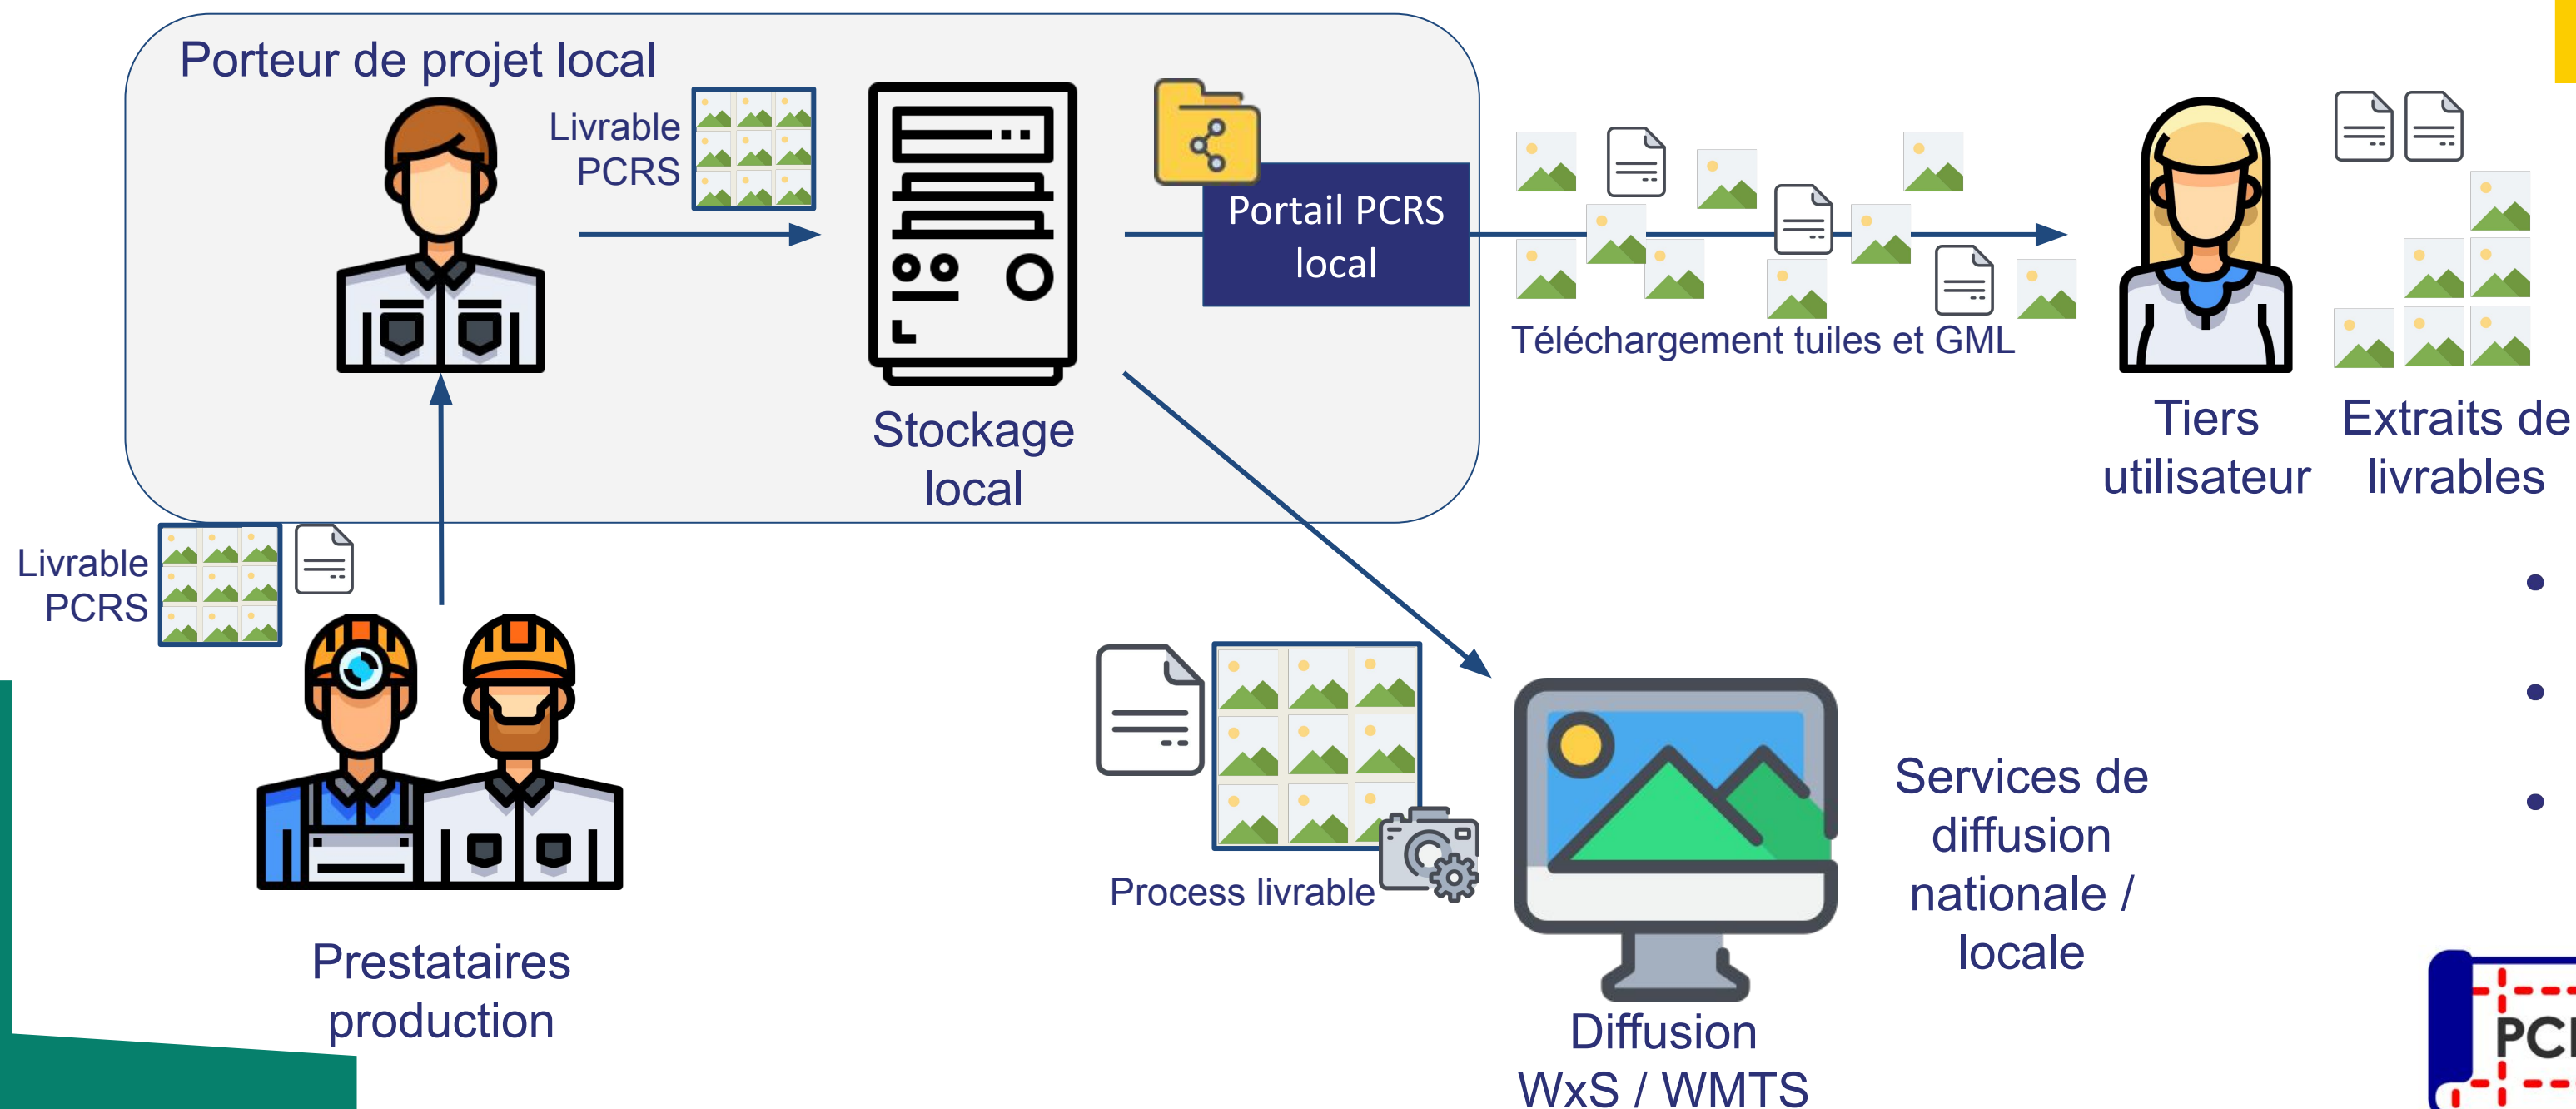 Porteur de projet local
Livrable
PCRS
Portail PCRS
local
Téléchargement tuiles et GML
Stockage
local
Tiers
utilisateur
Extraits de
livrables
Livrable
PCRS
Prestataires
production
Process livrable
Services de
diffusion
nationale /
locale
Diffusion
WxS / WMTS